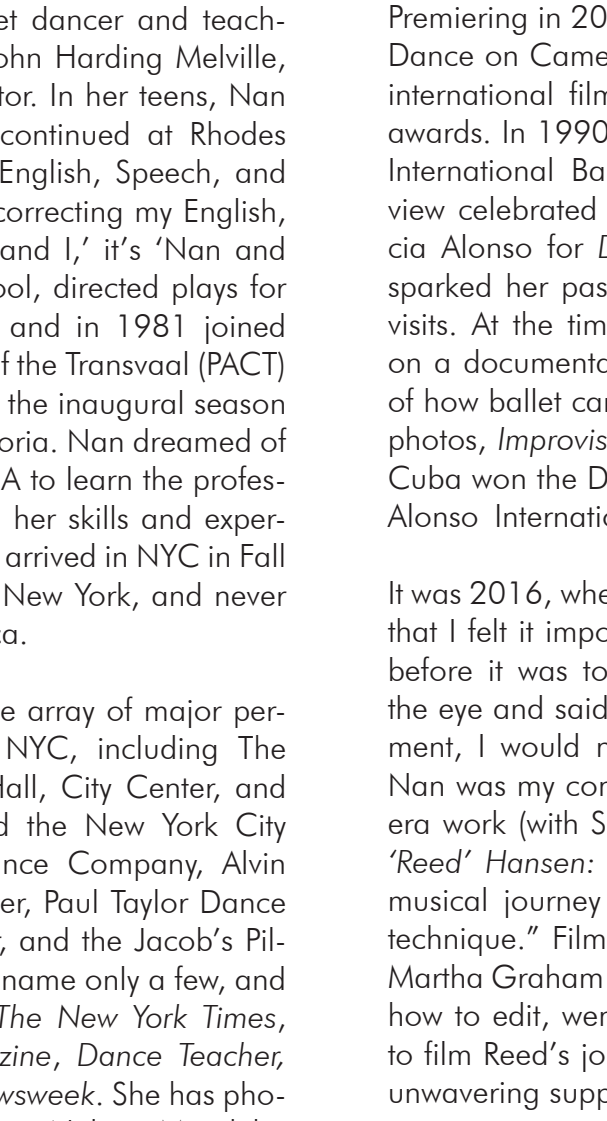 et dancer and teach-
ohn Harding Melville,
tor. In her teens, Nan
continued at Rhodes
English, Speech, and
correcting my English,
and I,’ it’s ‘Nan and
ool, directed plays for
and in 1981 joined
f the Transvaal (PACT)
the inaugural season
oria. Nan dreamed of
A to learn the profes-
her skills and exper-
arrived in NYC in Fall
New York, and never
ca.
e array of major per-
NYC, including The
Hall, City Center, and
d the New York City
ance Company, Alvin
er, Paul Taylor Dance
r, and the Jacob’s Pil-
name only a few, and
The New York Times,
zine, Dance Teacher,
wsweek. She has pho-
Premiering in 20
Dance on Came
international film
awards. In 1990
International Ba
view celebrated
cia Alonso for D
sparked her pas
visits. At the tim
on a documenta
of how ballet car
photos, Improvis
Cuba won the D
Alonso Internatio
It was 2016, whe
that I felt it impo
before it was to
the eye and said
ment, I would n
Nan was my con
era work (with S
‘Reed’ Hansen:
musical journey
technique.” Film
Martha Graham
how to edit, wer
to film Reed’s jo
unwavering supp